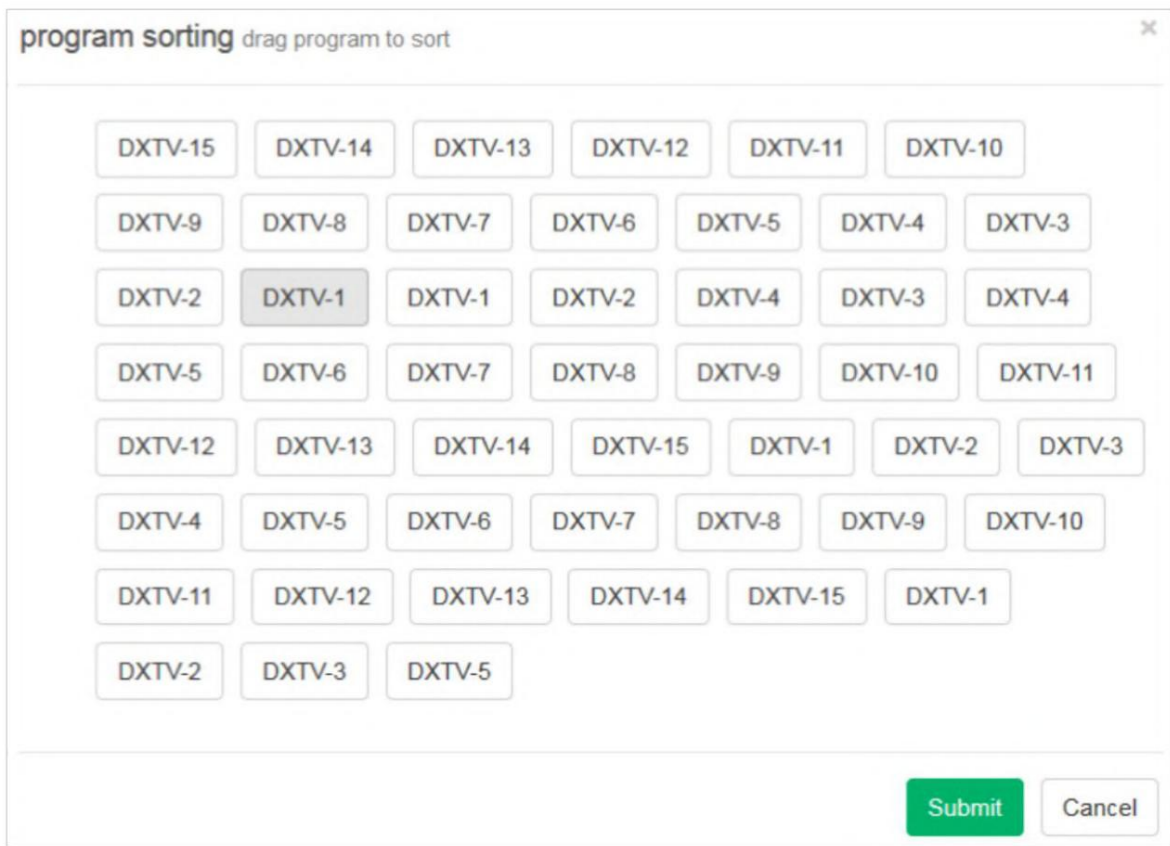 program sorting drag program to sort ×
DXTV-15 DXTV-14 DXTV-13 DXTV-12 DXTV-11 DXTV-10
DXTV-9 DXTV-8 DXTV-7 DXTV-6 DXTV-5 DXTV-4 DXTV-3
DXTV-2 DXTV-1 DXTV-1 DXTV-2 DXTV-4 DXTV-3 DXTV-4
DXTV-5 DXTV-6 DXTV-7 DXTV-8 DXTV-9 DXTV-10 DXTV-11
DXTV-12 DXTV-13 DXTV-14 DXTV-15 DXTV-1 DXTV-2 DXTV-3
DXTV-4 DXTV-5 DXTV-6 DXTV-7 DXTV-8 DXTV-9 DXTV-10
DXTV-11 DXTV-12 DXTV-13 DXTV-14 DXTV-15 DXTV-1
DXTV-2 DXTV-3 DXTV-5
Submit Cancel